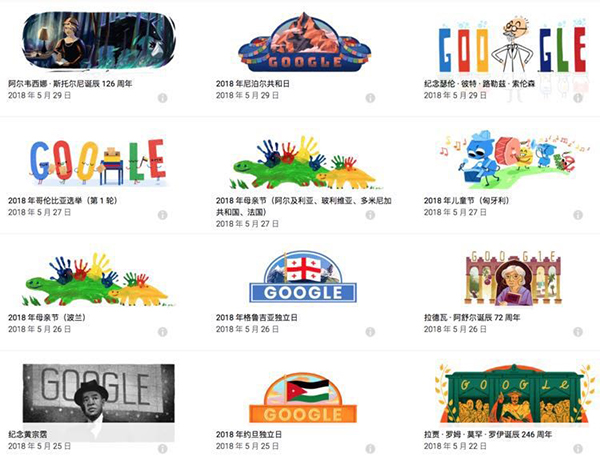 GOOGLE
GOO GLE
阿尔韦西娜 · 斯托尔尼诞辰 126 周年
2018 年尼泊尔共和日
纪念瑟伦 · 彼特 · 路勒兹 · 索伦森
2018 年 5 月 29 日
2018 年 5 月 29 日
2018 年 5 月 29 日
GOOGLE
2018 年哥伦比亚选举（第 1 轮）
2018 年母亲节（阿尔及利亚、玻利维亚、多米尼加
共和国、法国）
2018 年儿童节（匈牙利）
2018 年 5 月 27 日
2018 年 5 月 27 日
2018 年 5 月 27 日
GOOGLE
GOOGLE
2018 年母亲节（波兰）
2018 年格鲁吉亚独立日
拉德瓦 · 阿舒尔诞辰 72 周年
2018 年 5 月 26 日
2018 年 5 月 26 日
2018 年 5 月 26 日
GOOGLE
GOOGLE
GOOGLE
纪念黄宗霑
2018 年约旦独立日
拉贾 · 罗姆 · 莫罕 · 罗伊诞辰 246 周年
2018 年 5 月 25 日
2018 年 5 月 25 日
2018 年 5 月 22 日